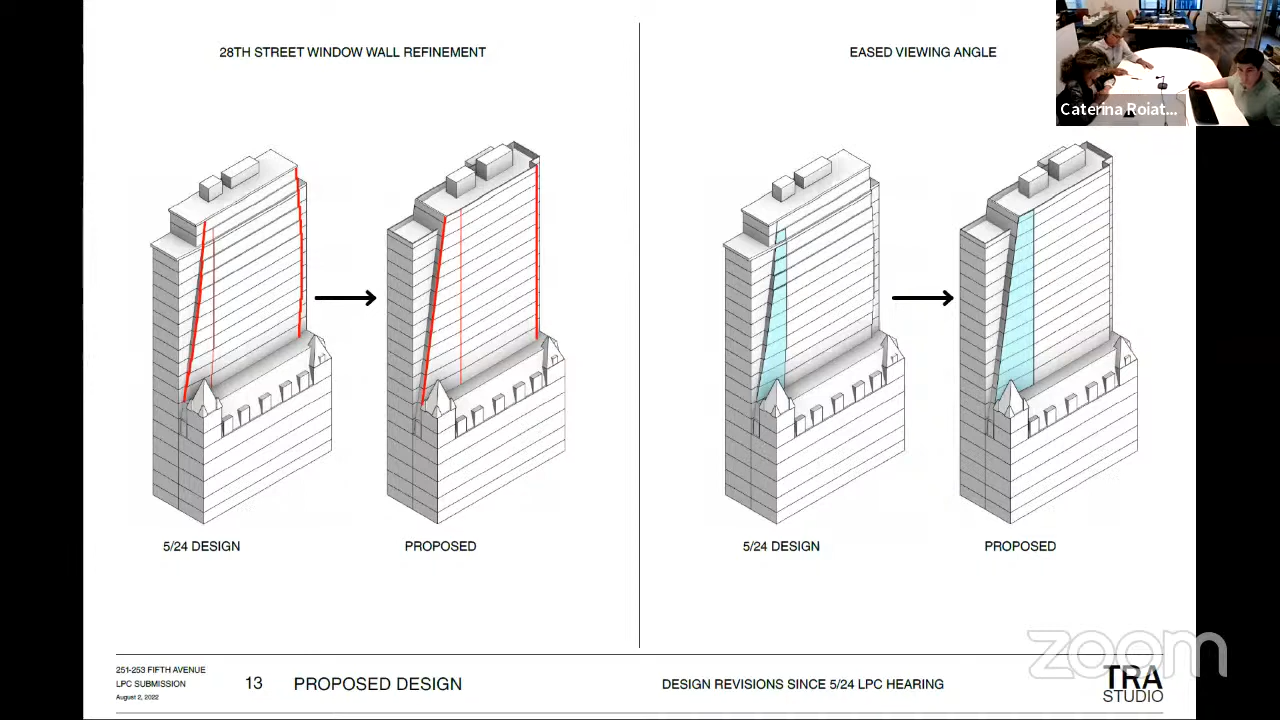 28TH STREET WINDOW WALL REFINEMENT
EASED VIEWING ANGLE
Caterina Roiat...
5/24 DESIGN
PROPOSED
5/24 DESIGN
PROPOSED
zoom
251-253 FIFTH AVENUE
LPC SUBMISSION
August 2, 2022
13
PROPOSED DESIGN
DESIGN REVISIONS SINCE 5/24 LPC HEARING
TRA
STUDIO